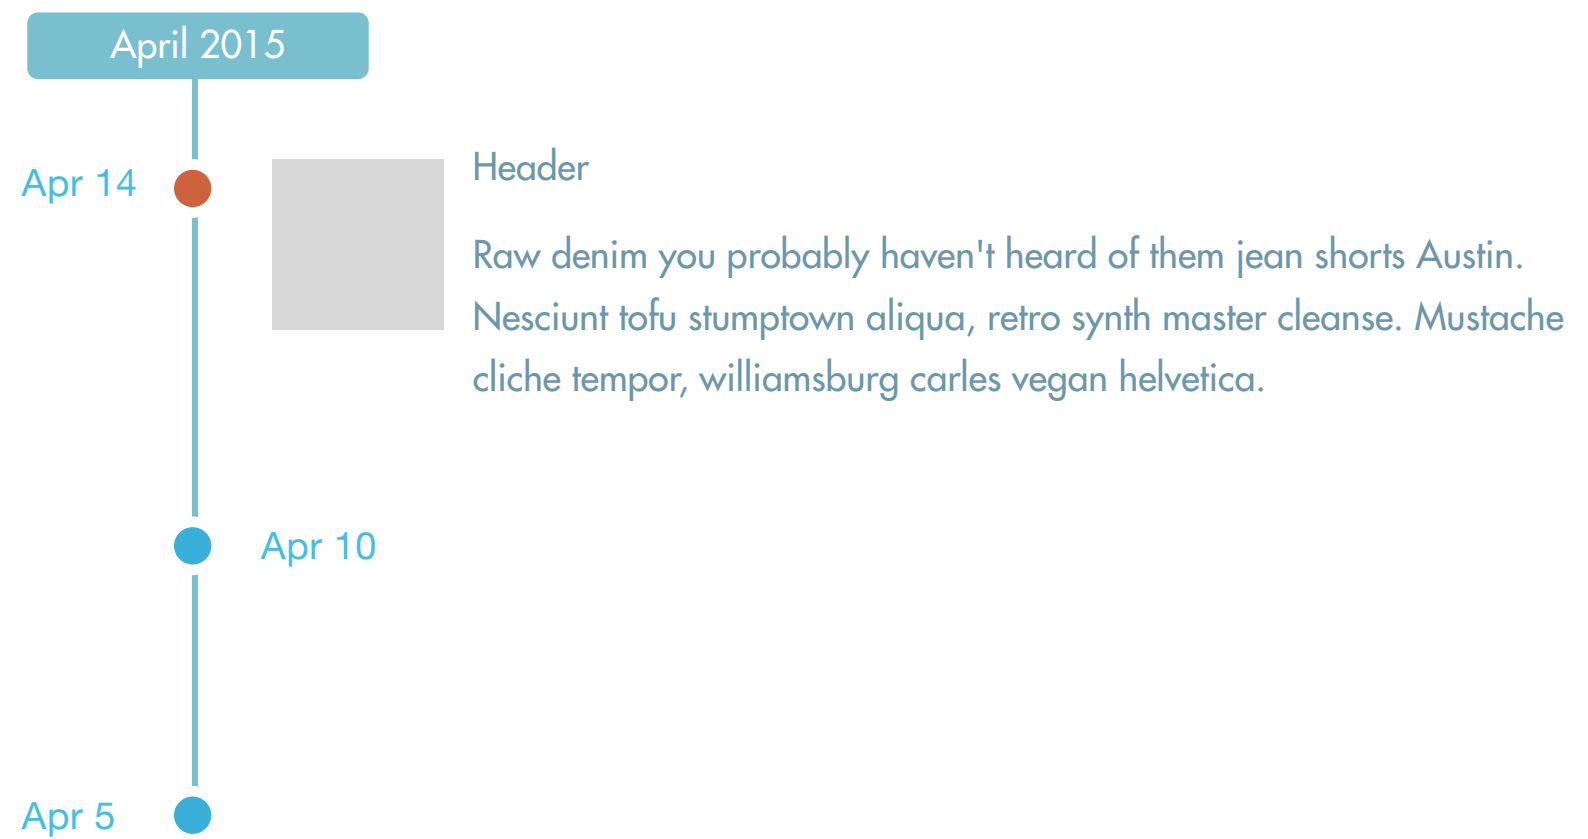 April 2015
Apr 14
Header
Raw denim you probably haven't heard of them jean shorts Austin.
Nesciunt tofu stumptown aliqua, retro synth master cleanse. Mustache
cliche tempor, williamsburg carles vegan helvetica.
Apr 10
Apr 5